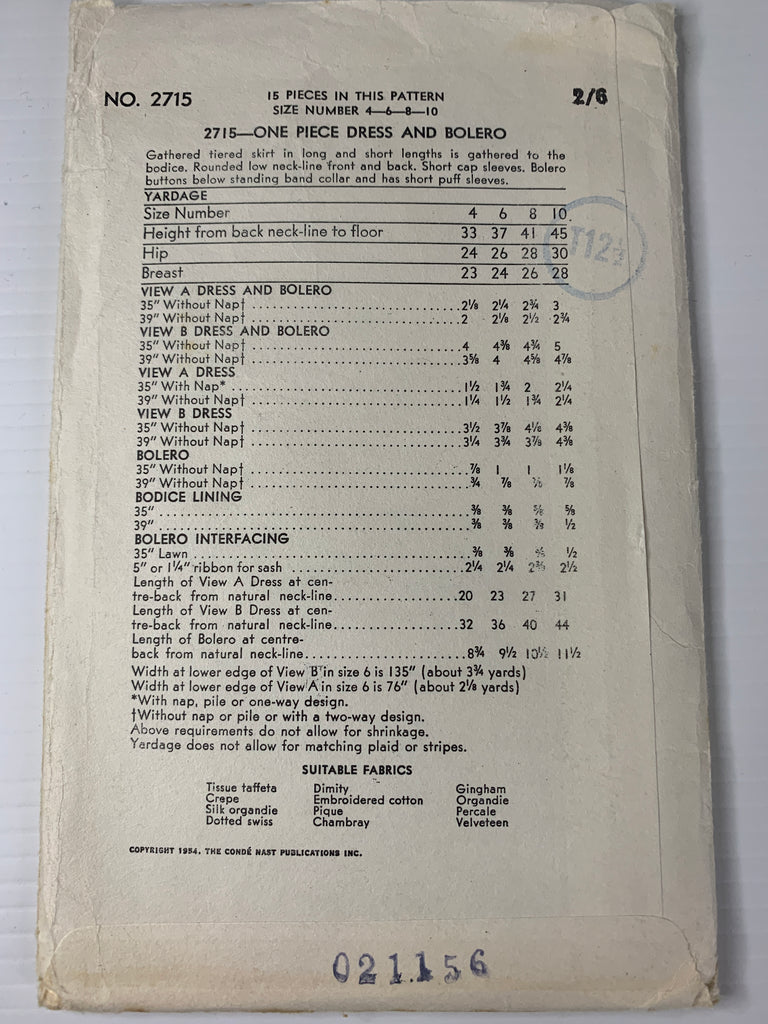 NO. 2715
15 PIECES IN THIS PATTERN
SIZE NUMBER 4—6—8—10
2/6
2715—ONE PIECE DRESS AND BOLERO
Gathered tiered skirt in long and short lengths is gathered to the
bodice. Rounded low neck-line front and back. Short cap sleeves. Bolero
buttons below standing band collar and has short puff sleeves.
YARDAGE
Size Number 4 6 8 10
Height from back neck-line to floor 33 37 41 45
Hip 24 26 28 30
Breast 23 24 26 28
T12½
VIEW A DRESS AND BOLERO
35" Without Nap† 2⅛ 2¼ 2¾ 3
39" Without Nap† 2 2⅛ 2½ 2¾
VIEW B DRESS AND BOLERO
35" Without Nap† 4 4⅜ 4¾ 5
39" Without Nap† 3⅝ 4 4⅝ 4⅞
VIEW A DRESS
35" With Nap* 1½ 1¾ 2 2¼
39" Without Nap† 1¼ 1½ 1¾ 2¼
VIEW B DRESS
35" Without Nap† 3½ 3⅞ 4⅛ 4⅜
39" Without Nap† 3¼ 3¾ 3⅞ 4⅜
BOLERO
35" Without Nap† ⅞ 1 1 1⅛
39" Without Nap† ¾ ⅞ ⅞
BODICE LINING
35" ⅜ ⅜ ⅝
39" ⅜ ⅜ ½
BOLERO INTERFACING
35" Lawn ⅜ ⅜ ½
5" or 1¼" ribbon for sash 2¼ 2¼ 2½
Length of View A Dress at cen-
tre-back from natural neck-line 20 23 27 31
Length of View B Dress at cen-
tre-back from natural neck-line 32 36 40 44
Length of Bolero at centre-
back from natural neck-line 8¾ 9½ 10½ 11½
Width at lower edge of View B in size 6 is 135" (about 3¾ yards)
Width at lower edge of View A in size 6 is 76" (about 2⅛ yards)
*With nap, pile or one-way design.
†Without nap or pile or with a two-way design.
Above requirements do not allow for shrinkage.
Yardage does not allow for matching plaid or stripes.
SUITABLE FABRICS
Tissue taffeta Dimity Gingham
Crepe Embroidered cotton Organdie
Silk organdie Pique Percale
Dotted swiss Chambray Velveteen
COPYRIGHT 1954, THE CONDÉ NAST PUBLICATIONS INC.
021156